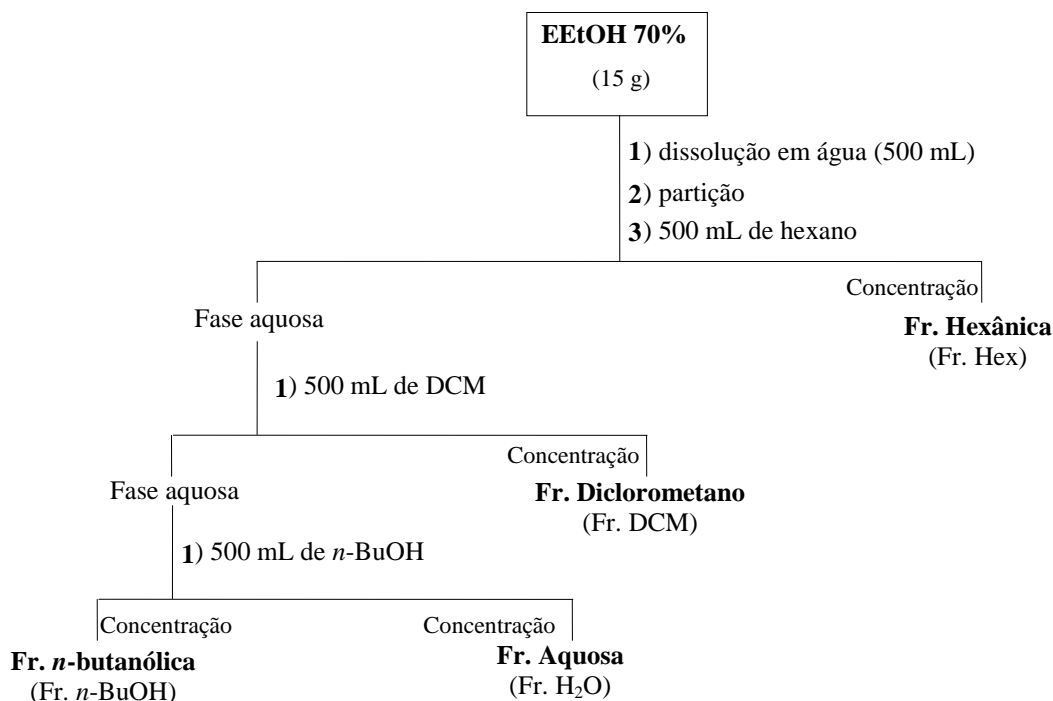 EEtOH 70%
(15 g)
1) dissolução em água (500 mL)
2) partição
3) 500 mL de hexano
Concentração
Fase aquosa
Fr. Hexânica
(Fr. Hex)
1) 500 mL de DCM
Concentração
Fase aquosa
Fr. Diclorometano
(Fr. DCM)
1) 500 mL de n-BuOH
Concentração
Concentração
Fr. n-butanólica
(Fr. n-BuOH)
Fr. Aquosa
(Fr. H₂O)